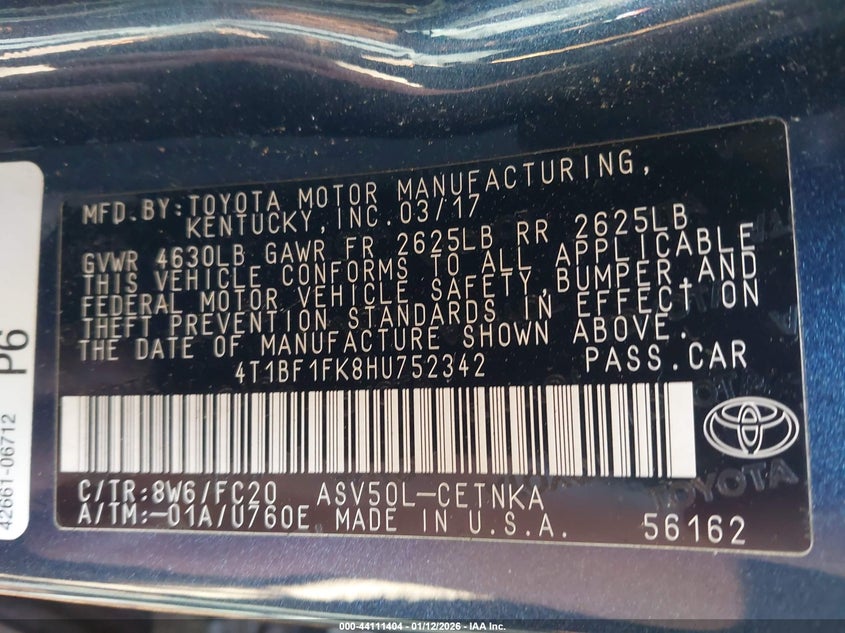 MFD.BY:TOYOTA MOTOR MANUFACTURING,
KENTUCKY,INC.03/17
GVWR 4630LB GAWR FR 2625LB RR 2625LB
THIS VEHICLE CONFORMS TO ALL APPLICABLE
FEDERAL MOTOR VEHICLE SAFETY,BUMPER,AND
THEFT PREVENTION STANDARDS IN EFFECT ON
THE DATE OF MANUFACTURE SHOWN ABOVE.
4T1BF1FK8HU752342 PASS.CAR
TOYOTA
C/TR:8W6/FC20 ASV50L-CETNKA
A/TM:-01A/U760E MADE IN U.S.A. 56162
P6
42661-06712
000-44111404 - 01/12/2026 - IAA Inc.